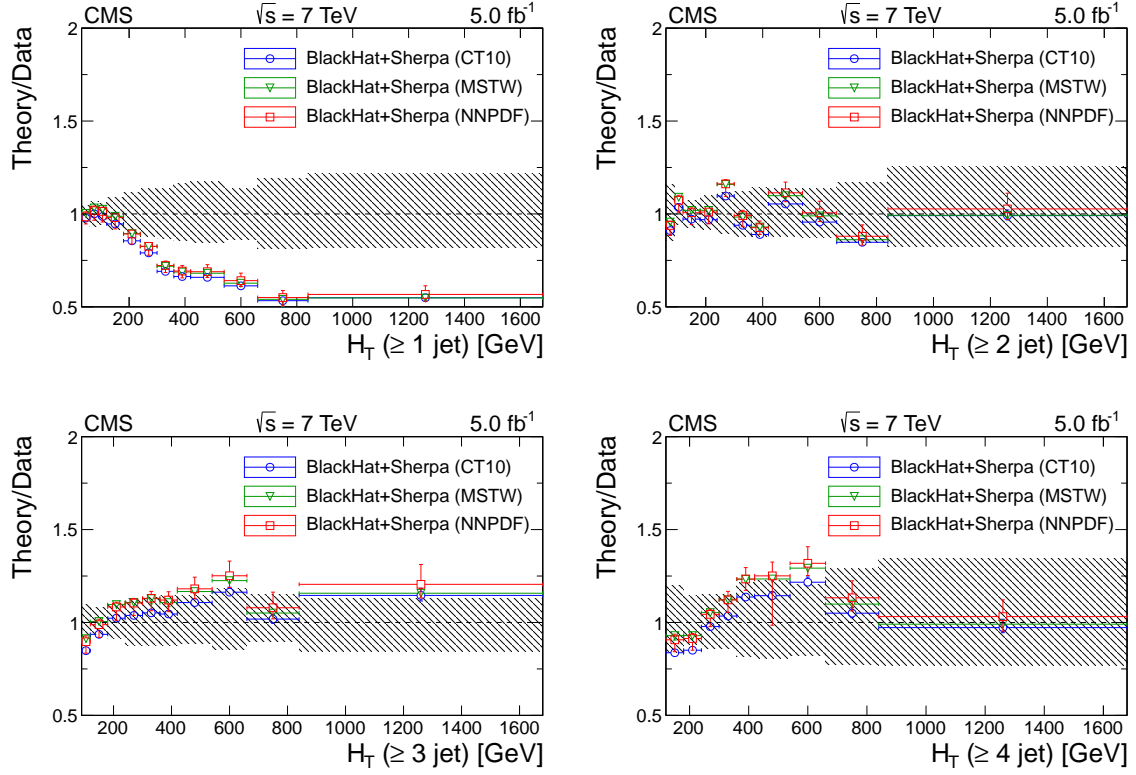 CMS √s = 7 TeV 5.0 fb⁻¹
2
BlackHat+Sherpa (CT10)
BlackHat+Sherpa (MSTW)
1.5
BlackHat+Sherpa (NNPDF)
1
0.5
Theory/Data
200 400 600 800 1000 1200 1400 1600
H_T (≥ 1 jet) [GeV]
CMS √s = 7 TeV 5.0 fb⁻¹
2
BlackHat+Sherpa (CT10)
BlackHat+Sherpa (MSTW)
1.5
BlackHat+Sherpa (NNPDF)
1
0.5
Theory/Data
200 400 600 800 1000 1200 1400 1600
H_T (≥ 2 jet) [GeV]
CMS √s = 7 TeV 5.0 fb⁻¹
2
BlackHat+Sherpa (CT10)
BlackHat+Sherpa (MSTW)
1.5
BlackHat+Sherpa (NNPDF)
1
0.5
Theory/Data
200 400 600 800 1000 1200 1400 1600
H_T (≥ 3 jet) [GeV]
CMS √s = 7 TeV 5.0 fb⁻¹
2
BlackHat+Sherpa (CT10)
BlackHat+Sherpa (MSTW)
1.5
BlackHat+Sherpa (NNPDF)
1
0.5
Theory/Data
200 400 600 800 1000 1200 1400 1600
H_T (≥ 4 jet) [GeV]